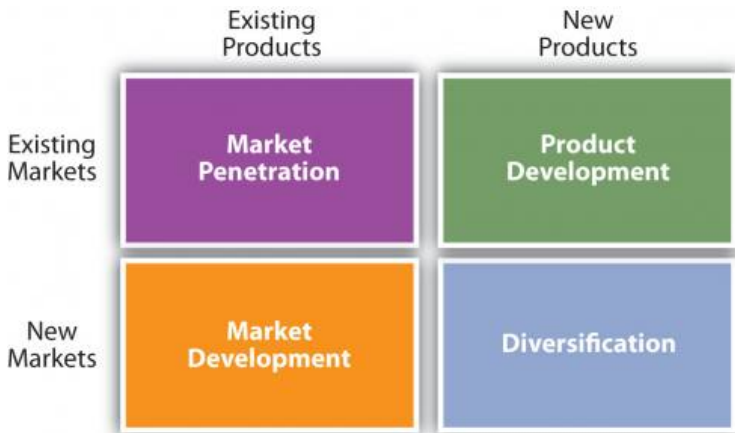 Existing
Products
New
Products
Existing
Markets
Market
Penetration
Product
Development
New
Markets
Market
Development
Diversification